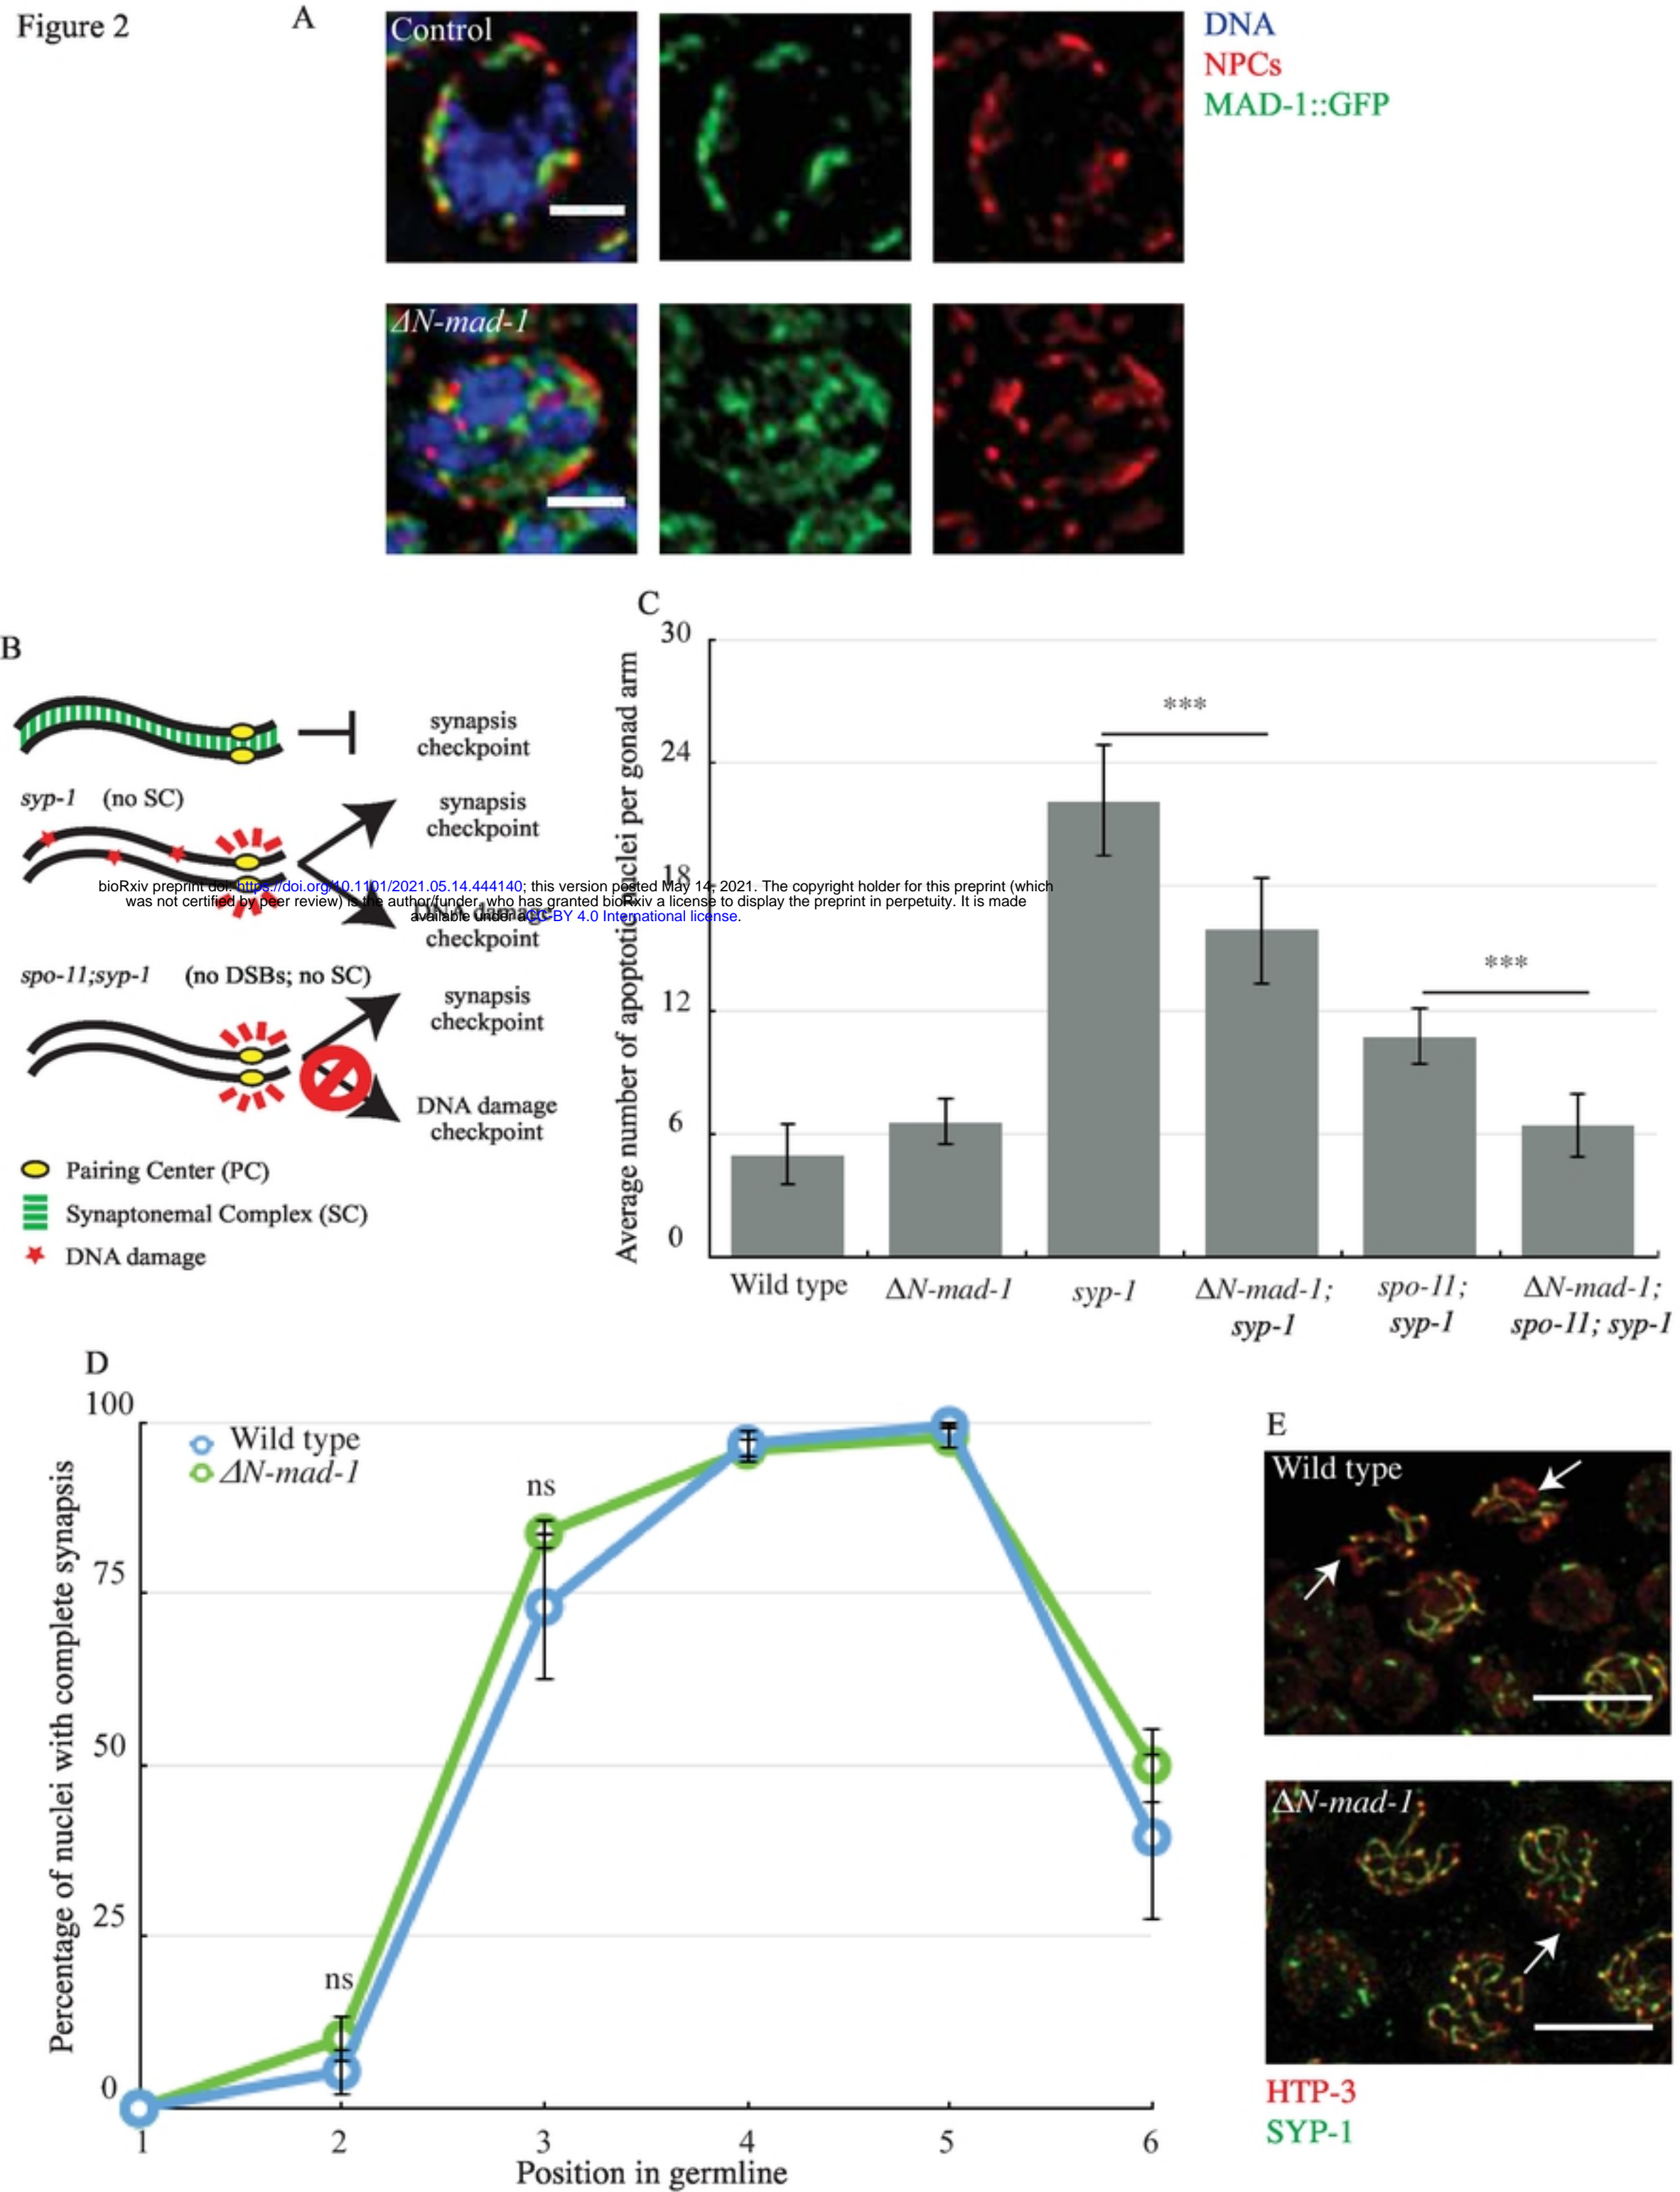 Figure 2
A
Control
DNA
NPCs
MAD-1::GFP
ΔN-mad-1
B
synapsis
checkpoint
syp-1 (no SC)
synapsis
checkpoint
DNA damage
checkpoint
spo-11;syp-1 (no DSBs; no SC)
synapsis
checkpoint
DNA damage
checkpoint
Pairing Center (PC)
Synaptonemal Complex (SC)
DNA damage
bioRxiv preprint doi: https://doi.org/10.1101/2021.05.14.444140; this version posted May 14, 2021. The copyright holder for this preprint (which
was not certified by peer review) is the author/funder, who has granted bioRxiv a license to display the preprint in perpetuity. It is made
available under aCC-BY 4.0 International license.
C
Average number of apoptotic nuclei per gonad arm
30
24
18
12
6
0
***
***
Wild type
ΔN-mad-1
syp-1
ΔN-mad-1;
syp-1
spo-11;
syp-1
ΔN-mad-1;
spo-11; syp-1
D
Percentage of nuclei with complete synapsis
100
75
50
25
0
Wild type
ΔN-mad-1
ns
ns
1 2 3 4 5 6
Position in germline
E
Wild type
ΔN-mad-1
HTP-3
SYP-1